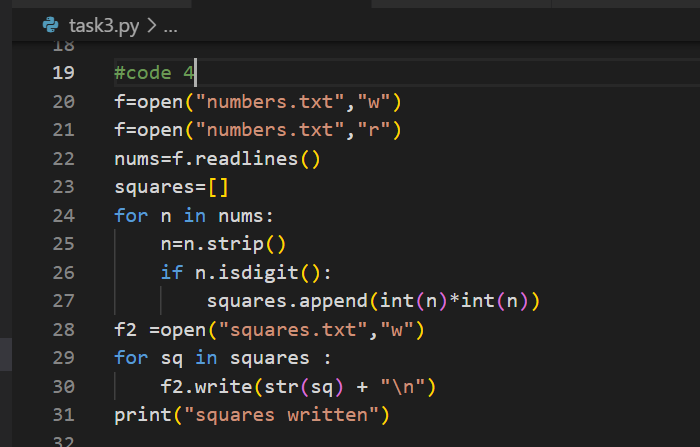 task3.py > ...
18
19 #code 4
20 f=open("numbers.txt","w")
21 f=open("numbers.txt","r")
22 nums=f.readlines()
23 squares=[]
24 for n in nums:
25     n=n.strip()
26     if n.isdigit():
27         squares.append(int(n)*int(n))
28 f2 =open("squares.txt","w")
29 for sq in squares :
30     f2.write(str(sq) + "\n")
31 print("squares written")
32